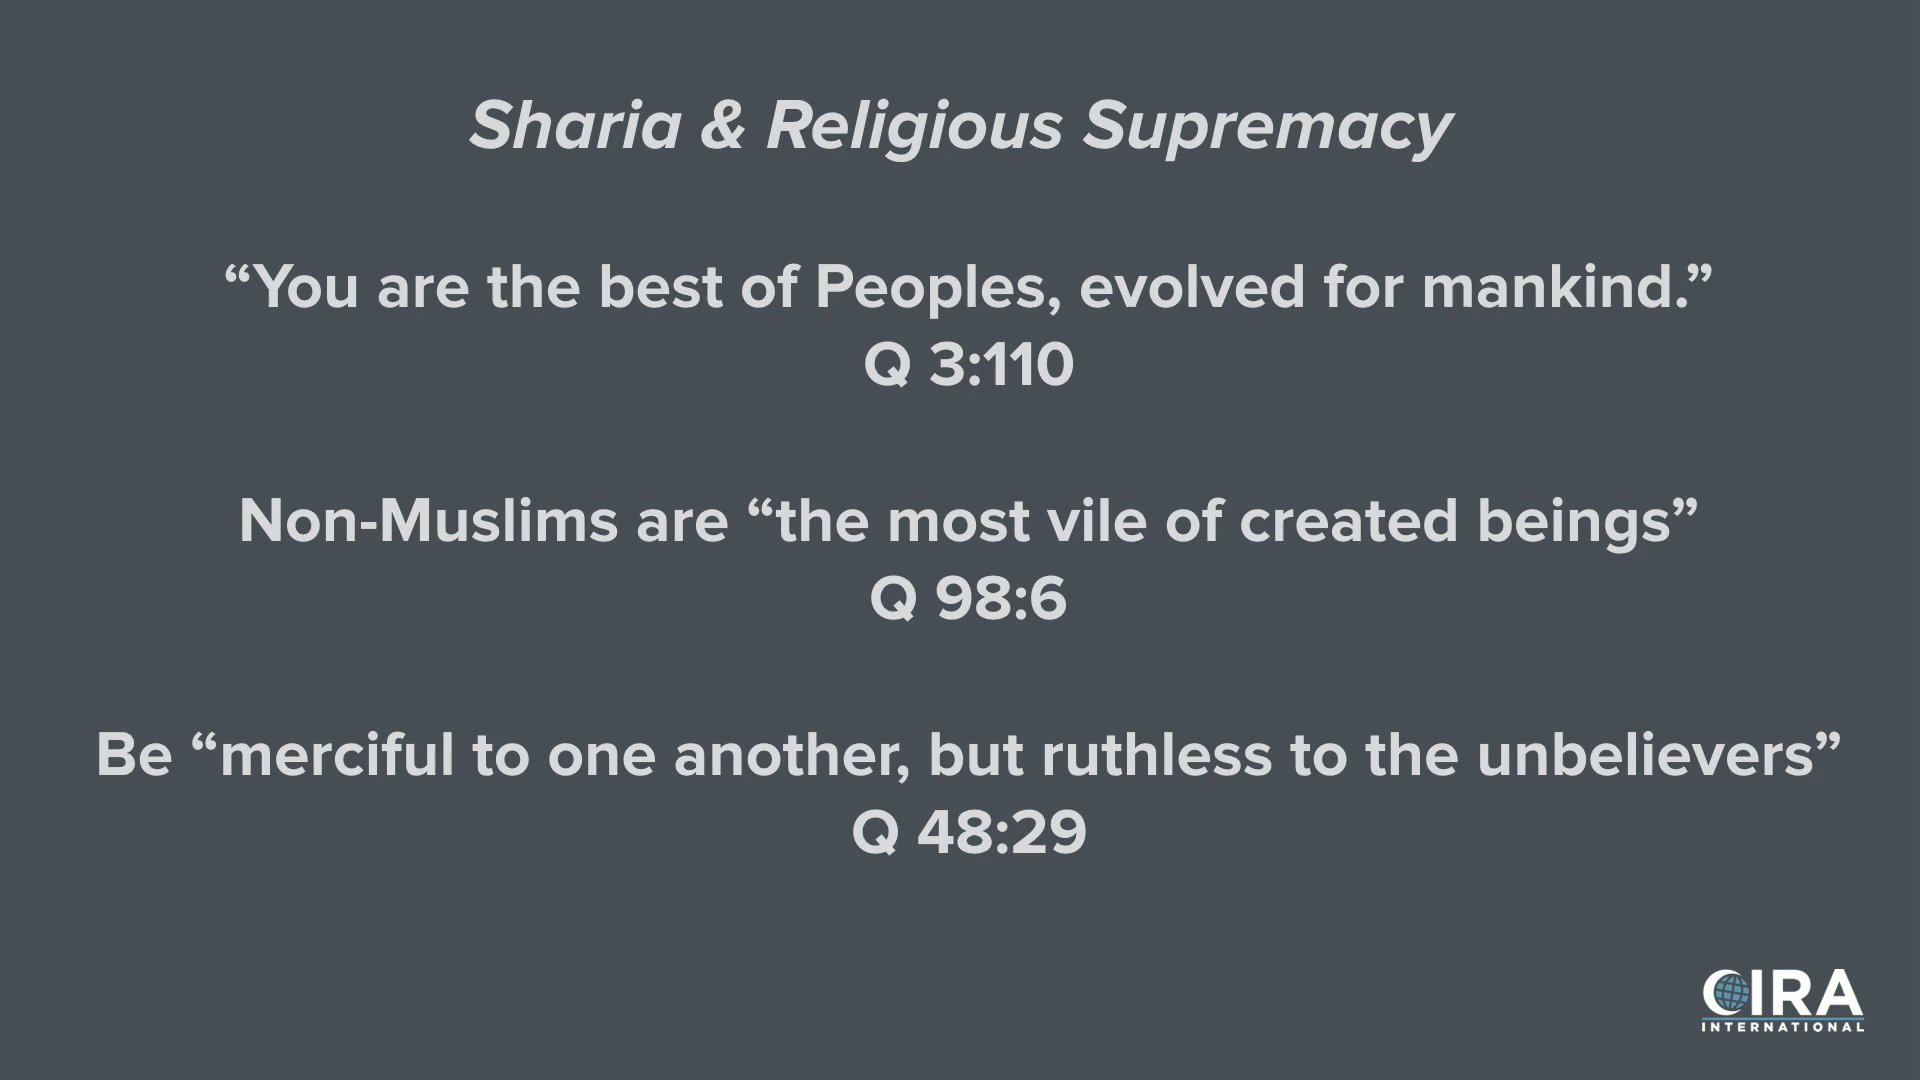 Sharia & Religious Supremacy
“You are the best of Peoples, evolved for mankind.”
Q 3:110
Non-Muslims are “the most vile of created beings”
Q 98:6
Be “merciful to one another, but ruthless to the unbelievers”
Q 48:29
CIRA
INTERNATIONAL